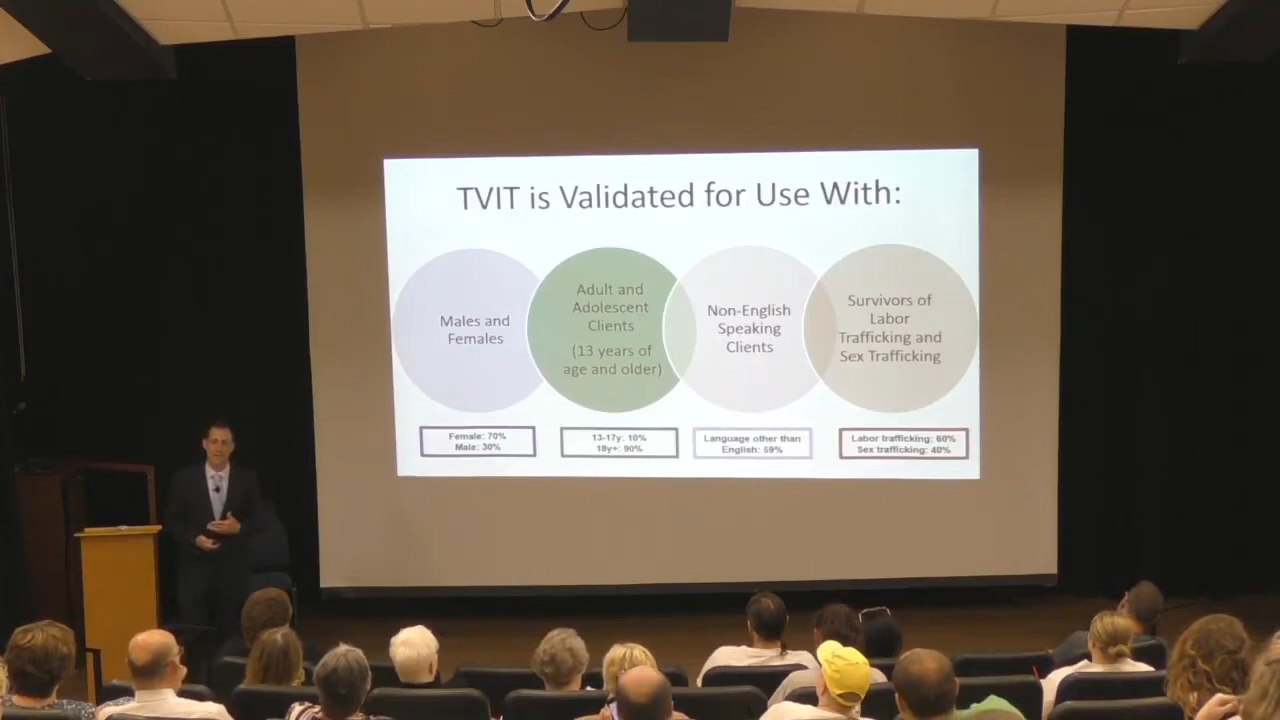 TVIT is Validated for Use With:
Males and
Females
Adult and
Adolescent
Clients
(13 years of
age and older)
Non-English
Speaking
Clients
Survivors of
Labor
Trafficking and
Sex Trafficking
Female: 70%
Male: 30%
13-17y: 10%
18y+: 90%
Language other than
English: 59%
Labor trafficking: 60%
Sex trafficking: 40%